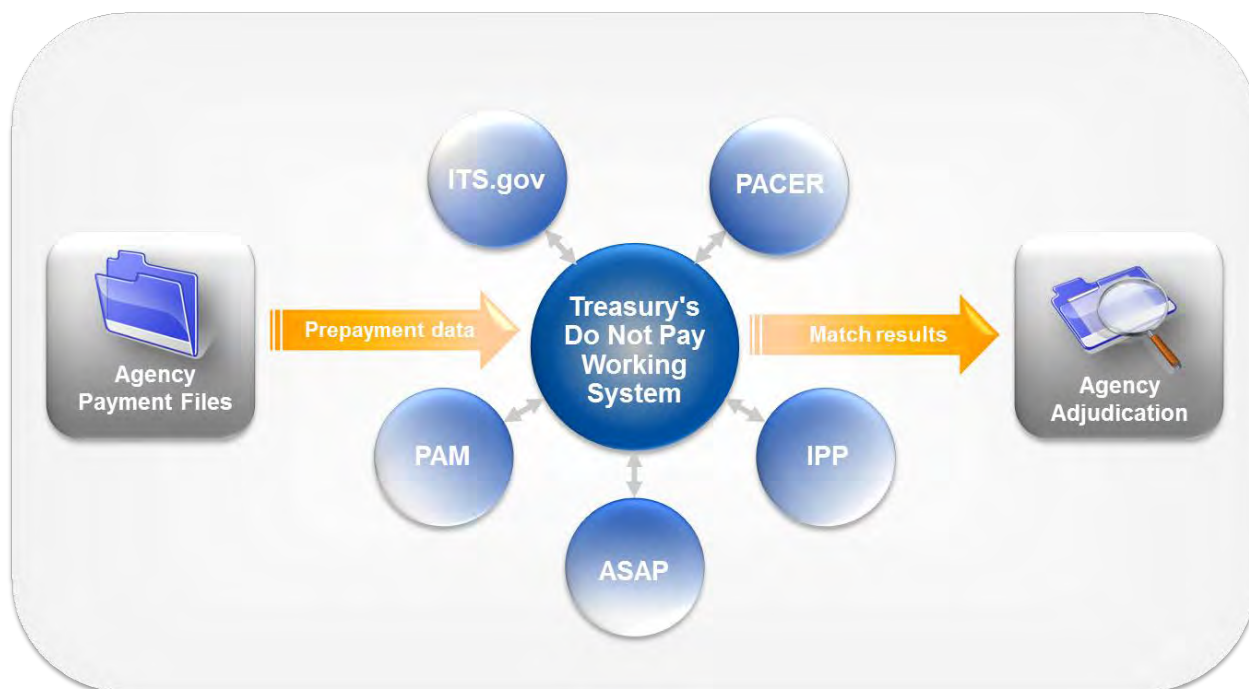 ITS.gov
PACER
Agency
Payment Files
Prepayment data
Treasury's
Do Not Pay
Working
System
Match results
Agency
Adjudication
PAM
IPP
ASAP